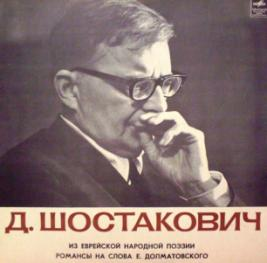 Д. ШОСТАКОВИЧ
ИЗ ЕВРЕЙСКОЙ НАРОДНОЙ ПОЭЗИИ
РОМАНСЫ НА СЛОВА Е. ДОЛМАТОВСКОГО